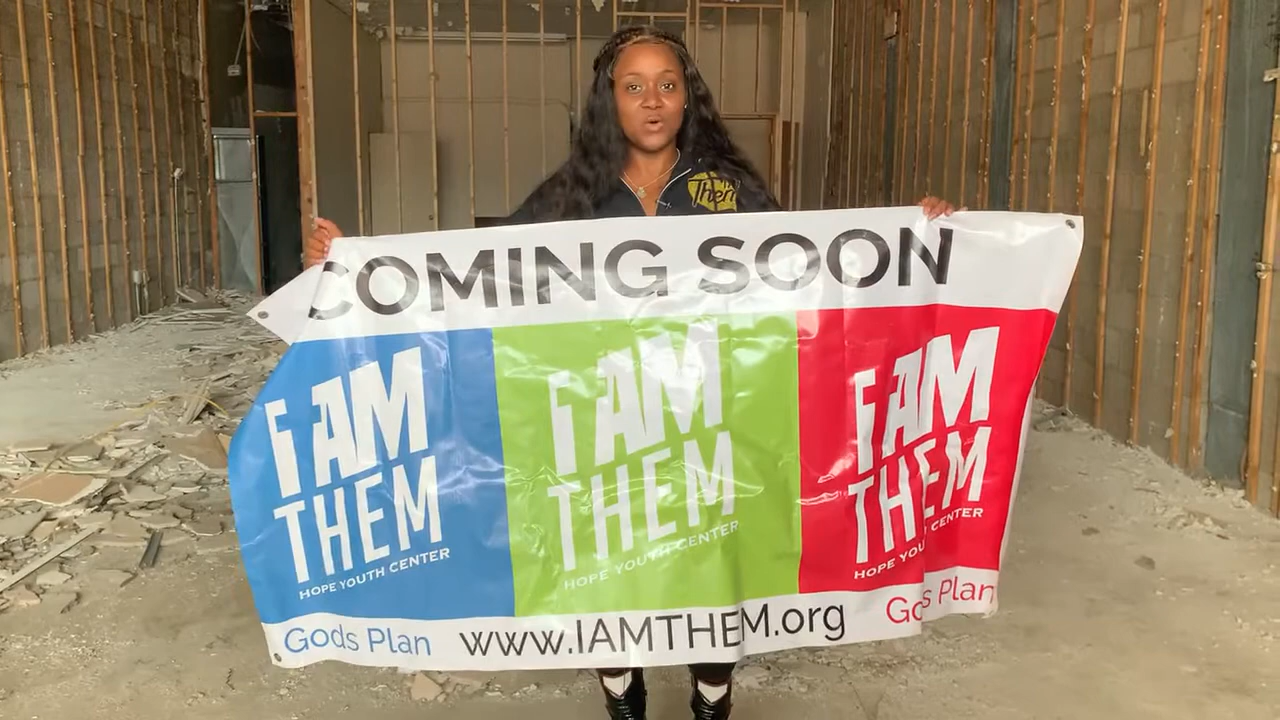 COMING SOON
I AM
THEM
HOPE YOUTH CENTER
I AM
THEM
HOPE YOUTH CENTER
I AM
THEM
HOPE YOU CENTER
Gods Plan
www.IAMTHEM.org
Gods Plan
Them